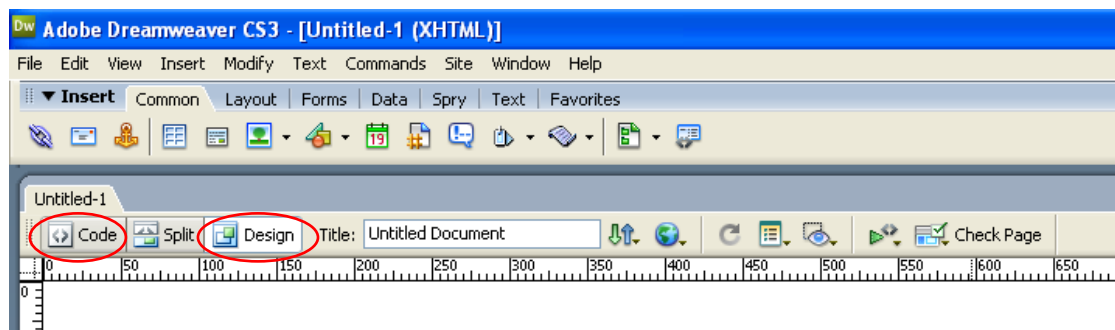 Dw Adobe Dreamweaver CS3 - [Untitled-1 (XHTML)]
File Edit View Insert Modify Text Commands Site Window Help
▼ Insert Common Layout | Forms | Data | Spry | Text | Favorites
19
Untitled-1
Code Split Design Title: Untitled Document Check Page
0 50 100 150 200 250 300 350 400 450 500 550 600 650
0